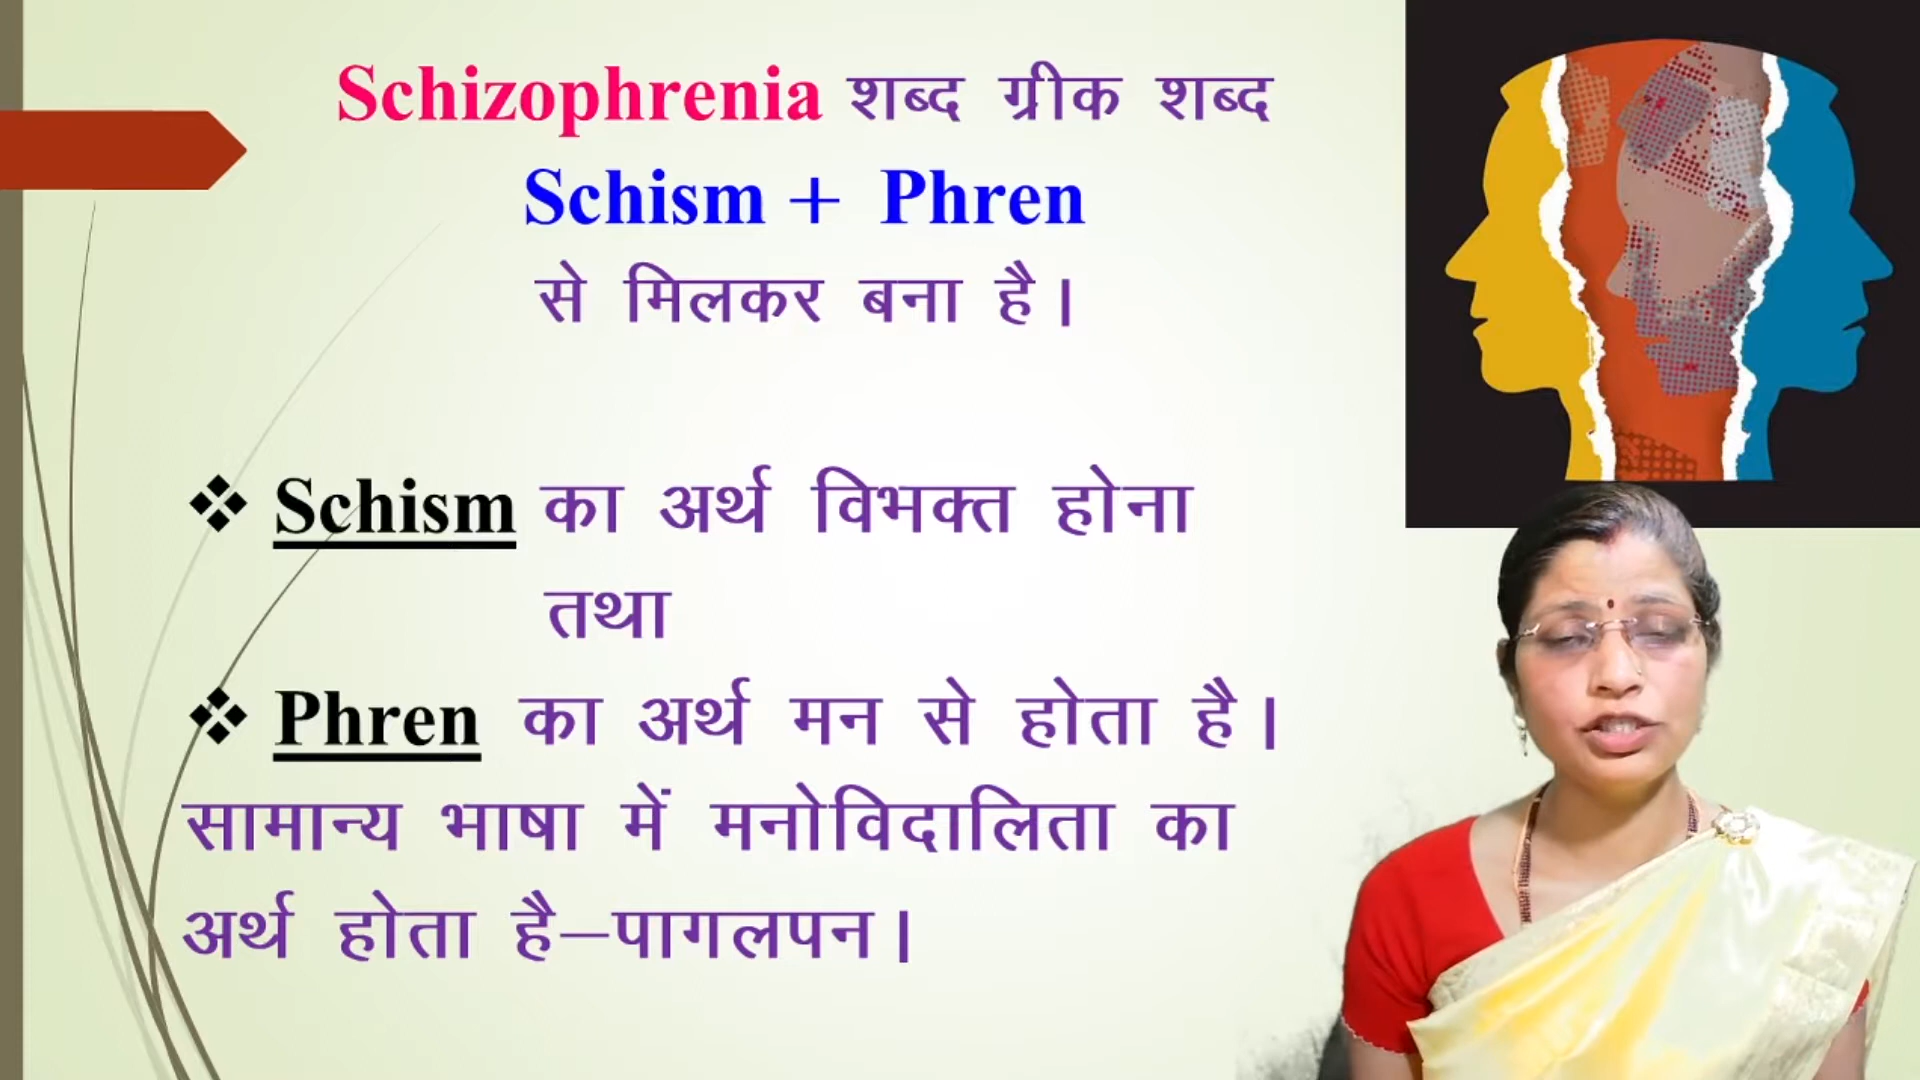 Schizophrenia शब्द ग्रीक शब्द
Schism + Phren
से मिलकर बना है।
❖ Schism का अर्थ विभक्त होना
तथा
❖ Phren का अर्थ मन से होता है।
सामान्य भाषा में मनोविदालिता का
अर्थ होता है–पागलपन।